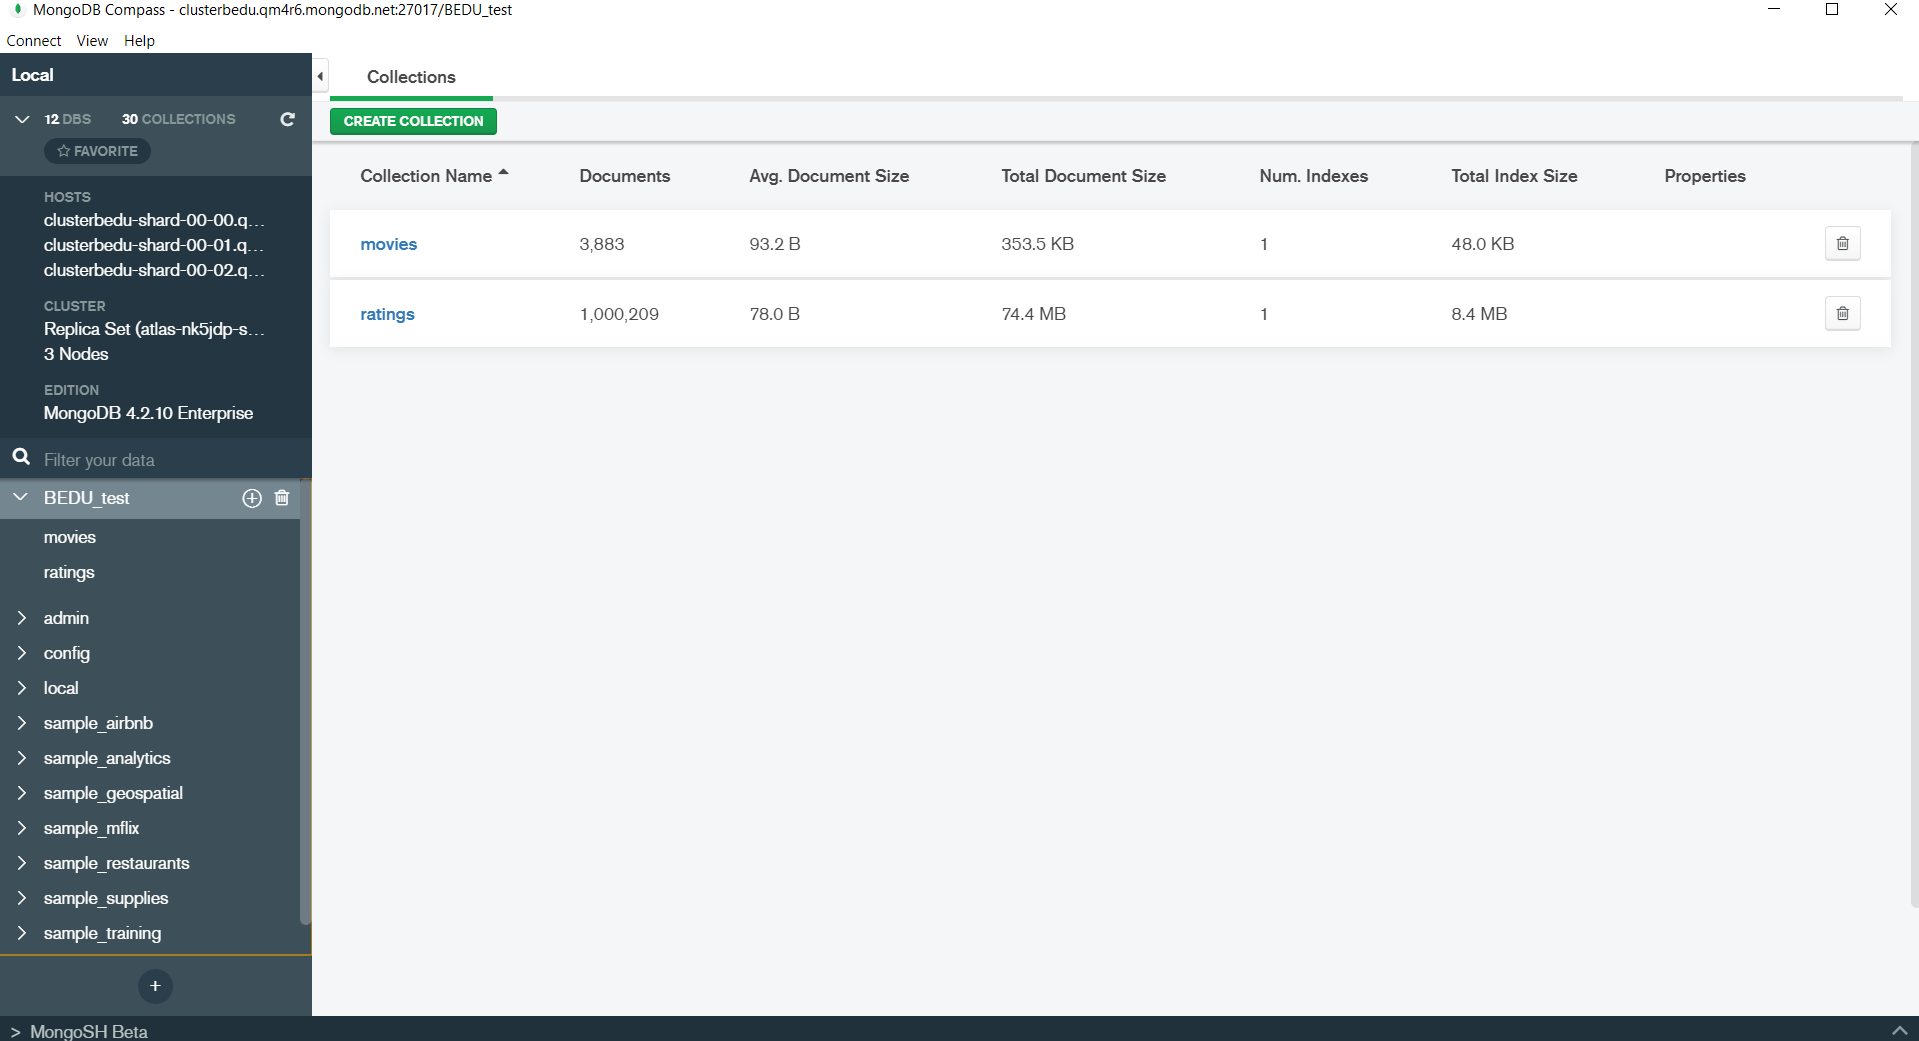 MongoDB Compass - clusterbedu.qm4r6.mongodb.net:27017/BEDU_test
Connect View Help
Local
12 DBS 30 COLLECTIONS
FAVORITE
HOSTS
clusterbedu-shard-00-00.q...
clusterbedu-shard-00-01.q...
clusterbedu-shard-00-02.q...
CLUSTER
Replica Set (atlas-nk5jdp-s...
3 Nodes
EDITION
MongoDB 4.2.10 Enterprise
Filter your data
BEDU_test
movies
ratings
admin
config
local
sample_airbnb
sample_analytics
sample_geospatial
sample_mflix
sample_restaurants
sample_supplies
sample_training
+
Collections
CREATE COLLECTION
Collection Name Documents Avg. Document Size Total Document Size Num. Indexes Total Index Size Properties
movies 3,883 93.2 B 353.5 KB 1 48.0 KB
ratings 1,000,209 78.0 B 74.4 MB 1 8.4 MB
> MongoSH Beta